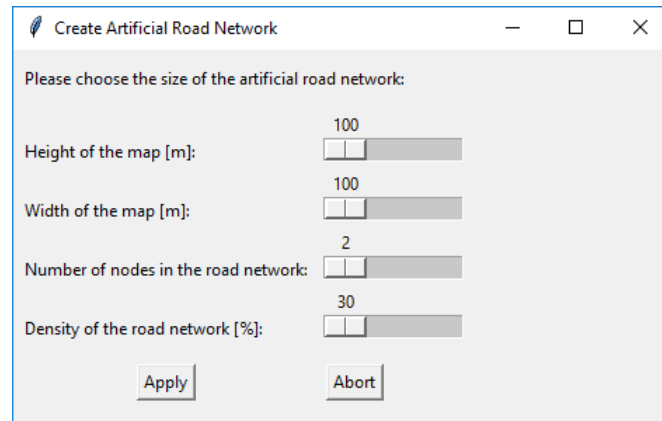 Create Artificial Road Network
Please choose the size of the artificial road network:
100
Height of the map [m]:
100
Width of the map [m]:
2
Number of nodes in the road network:
30
Density of the road network [%]:
Apply Abort